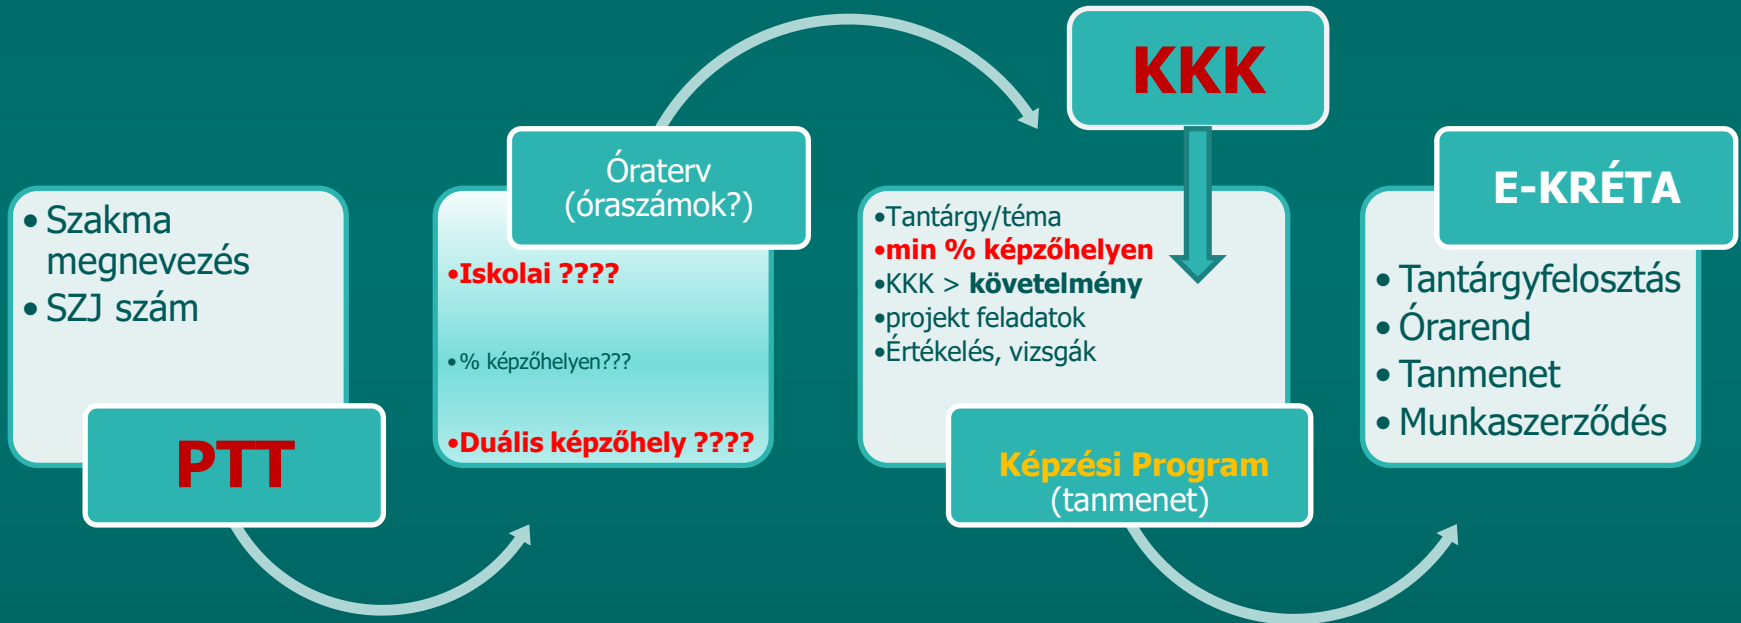 • Szakma
megnevezés
• SZJ szám
PTT
Óraterv
(óraszámok?)
•Iskolai ????
•% képzőhelyen???
•Duális képzőhely ????
KKK
•Tantárgy/téma
•min % képzőhelyen
•KKK > követelmény
•projekt feladatok
•Értékelés, vizsgák
Képzési Program
(tanmenet)
E-KRÉTA
• Tantárgyfelosztás
• Órarend
• Tanmenet
• Munkaszerződés